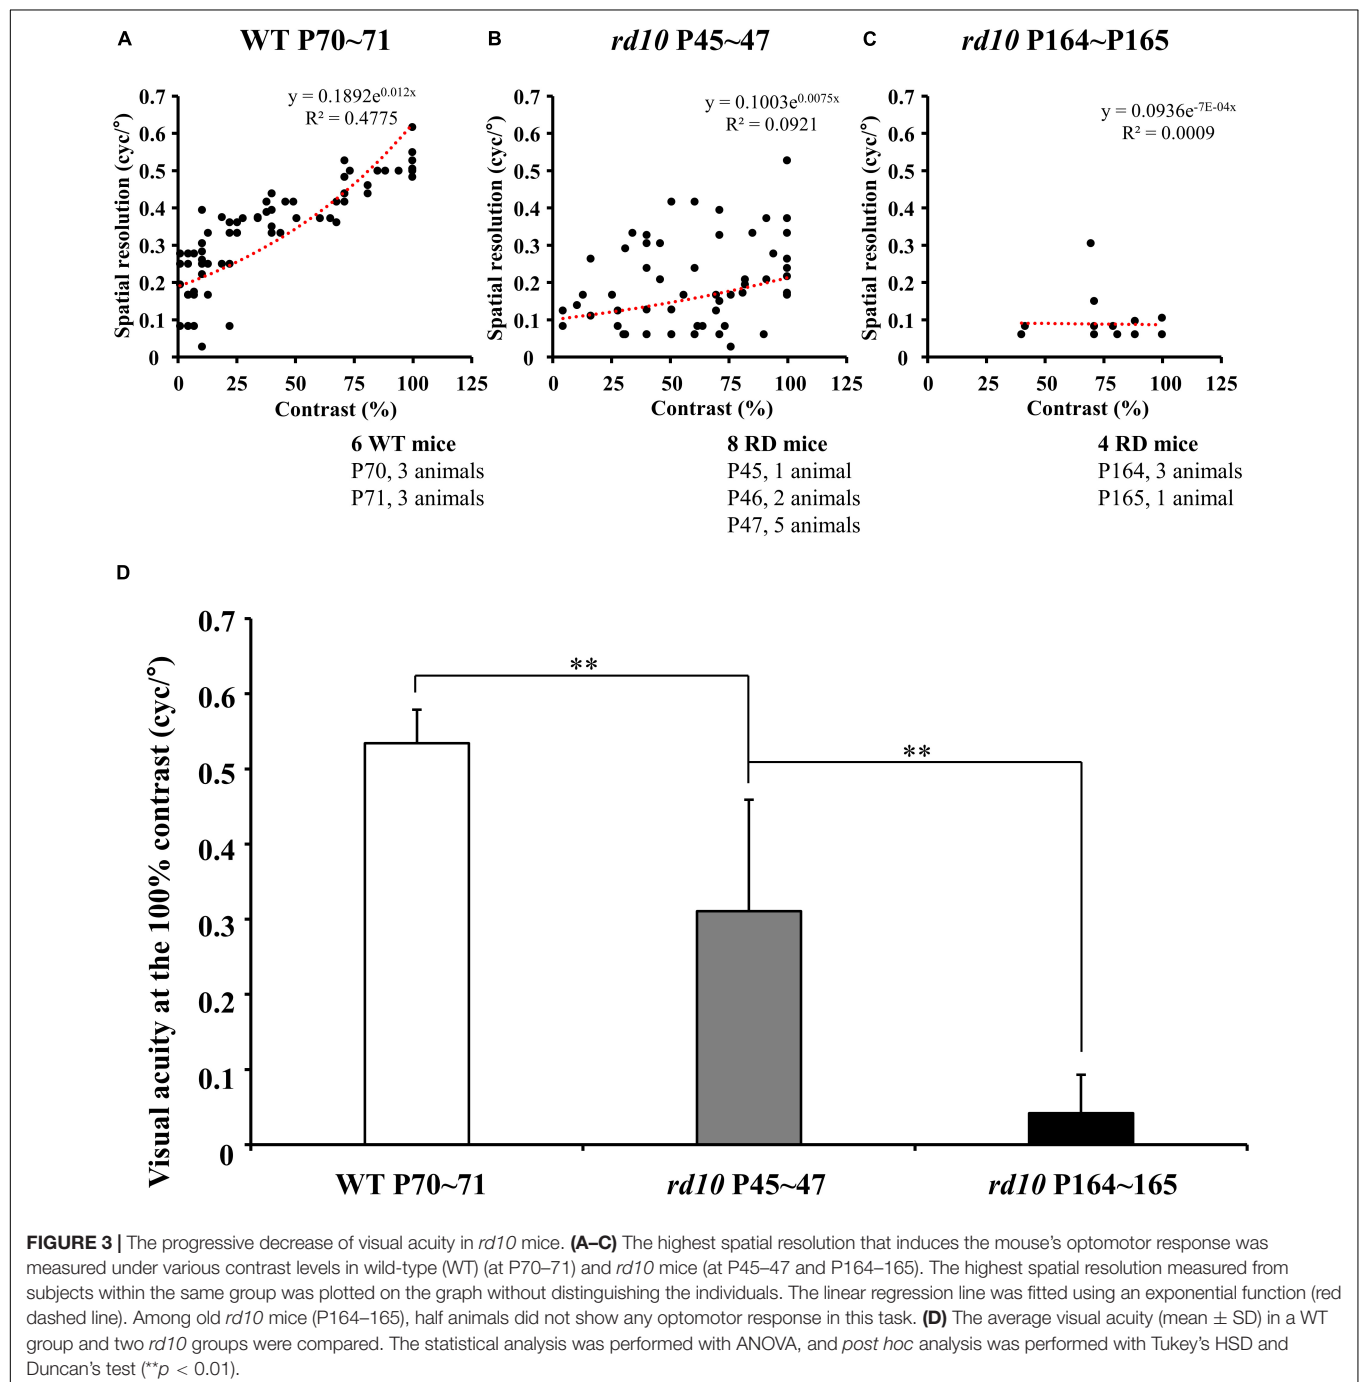 A WT P70~71
B rd10 P45~47
C rd10 P164~P165
y = 0.1892e0.012x
R² = 0.4775
0.7
0.6
0.5
0.4
0.3
0.2
0.1
0
Spatial resolution (cyc/°)
0 25 50 75 100 125
Contrast (%)
6 WT mice
P70, 3 animals
P71, 3 animals
y = 0.1003e0.0075x
R² = 0.0921
0.7
0.6
0.5
0.4
0.3
0.2
0.1
0
Spatial resolution (cyc/°)
0 25 50 75 100 125
Contrast (%)
8 RD mice
P45, 1 animal
P46, 2 animals
P47, 5 animals
y = 0.0936e-7E-04x
R² = 0.0009
0.7
0.6
0.5
0.4
0.3
0.2
0.1
0
Spatial resolution (cyc/°)
0 25 50 75 100 125
Contrast (%)
4 RD mice
P164, 3 animals
P165, 1 animal
D
0.7
0.6
0.5
0.4
0.3
0.2
0.1
0
Visual acuity at the 100% contrast (cyc/°)
**
**
WT P70~71
rd10 P45~47
rd10 P164~165
FIGURE 3 | The progressive decrease of visual acuity in rd10 mice. (A–C) The highest spatial resolution that induces the mouse's optomotor response was
measured under various contrast levels in wild-type (WT) (at P70–71) and rd10 mice (at P45–47 and P164–165). The highest spatial resolution measured from
subjects within the same group was plotted on the graph without distinguishing the individuals. The linear regression line was fitted using an exponential function (red
dashed line). Among old rd10 mice (P164–165), half animals did not show any optomotor response in this task. (D) The average visual acuity (mean ± SD) in a WT
group and two rd10 groups were compared. The statistical analysis was performed with ANOVA, and post hoc analysis was performed with Tukey's HSD and
Duncan's test (**p < 0.01).